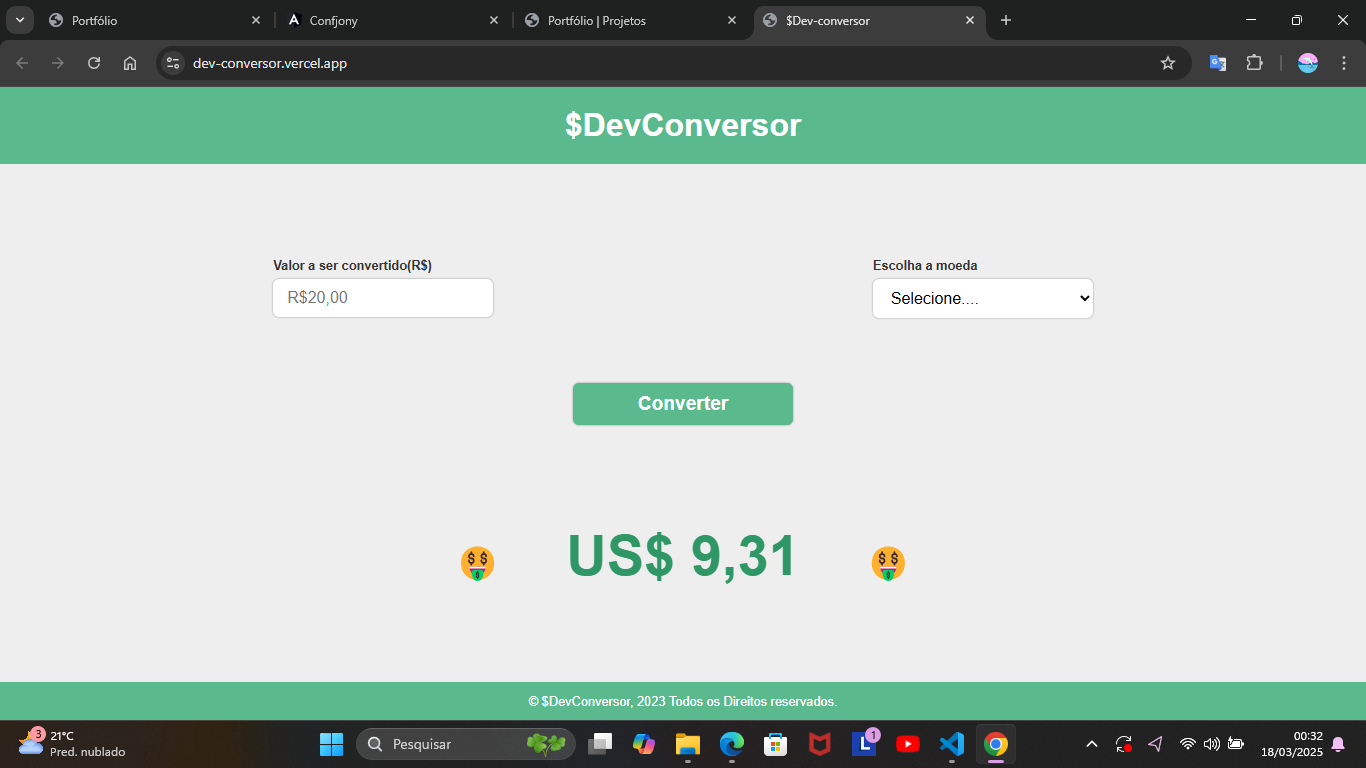 Portfólio
Confjony
Portfólio | Projetos
$Dev-conversor
dev-conversor.vercel.app
$DevConversor
Valor a ser convertido(R$)
Escolha a moeda
R$20,00
Selecione....
Converter
US$ 9,31
© $DevConversor, 2023 Todos os Direitos reservados.
3
21°C
Pred. nublado
Pesquisar
L
1
00:32
18/03/2025